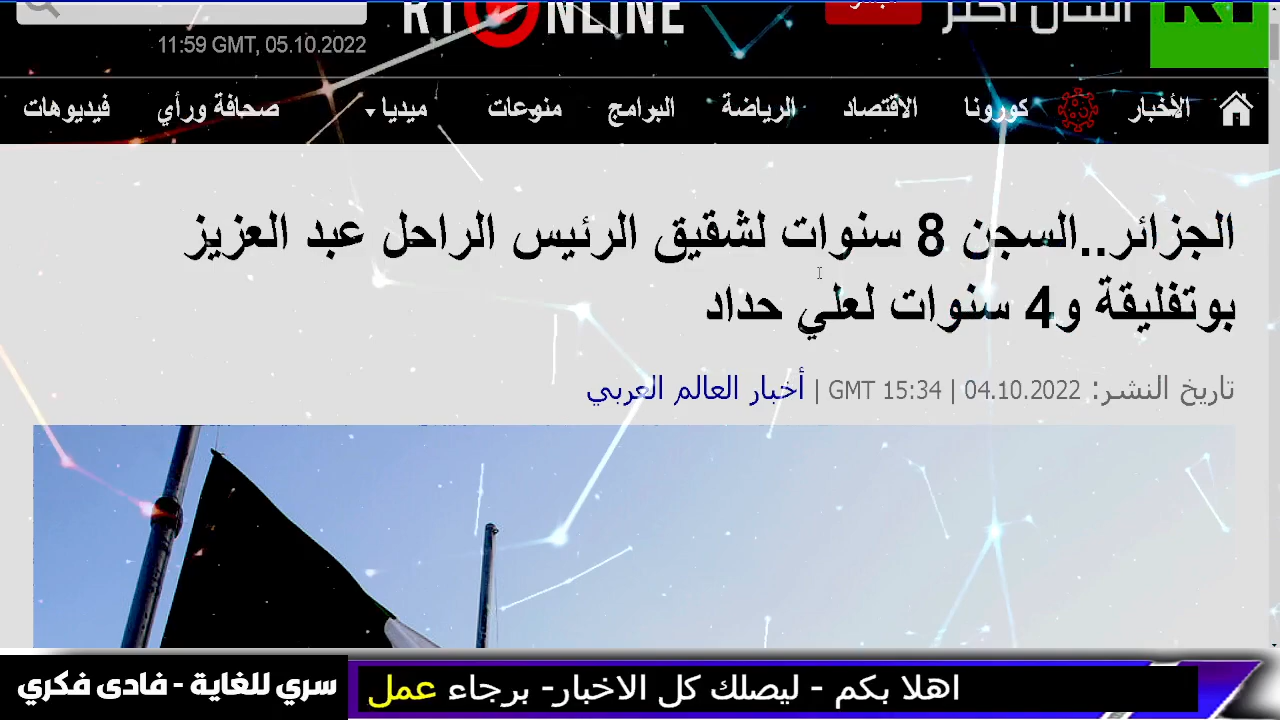 RT ONLINE
11:59 GMT, 05.10.2022
الأخبار كورونا الاقتصاد الرياضة البرامج منوعات ميديا صحافة ورأي فيديوهات
الجزائر..السجن 8 سنوات لشقيق الرئيس الراحل عبد العزيز
بوتفليقة و4 سنوات لعلي حداد
تاريخ النشر: 04.10.2022 | 15:34 GMT | أخبار العالم العربي
اهلا بكم - ليصلك كل الاخبار- برجاء عمل
سري للغاية - فادى فكري